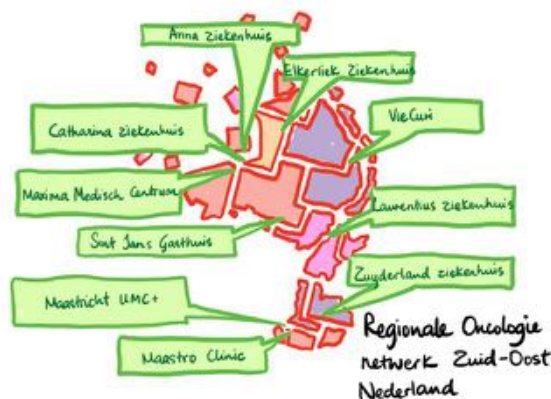 Anna Ziekenhuis
Elkerliek Ziekenhuis
Catharina Ziekenhuis
VieCuri
Maxima Medisch Centrum
Laurentius Ziekenhuis
Sint Jans Gasthuis
Zuyderland Ziekenhuis
Maastricht UMC+
Maastro Clinic
Regionale Oncologie
netwerk Zuid-Oost
Nederland